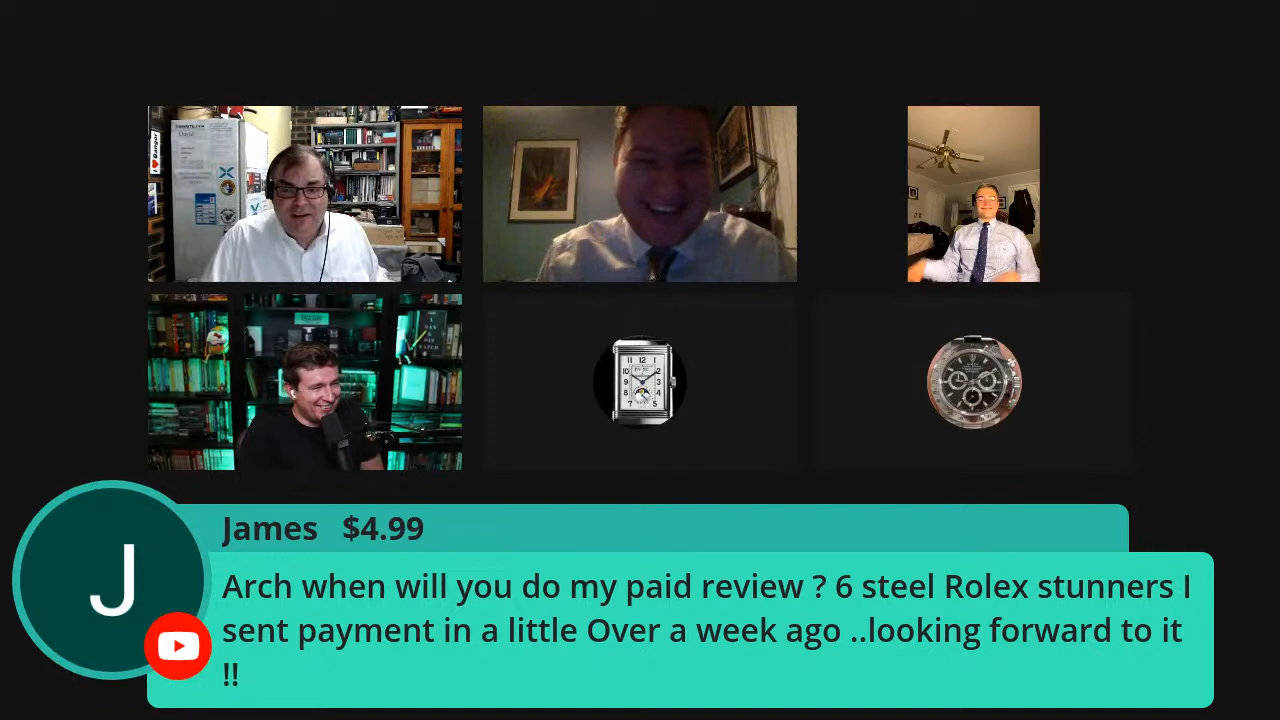 I ❤ Bangor
James $4.99
Arch when will you do my paid review ? 6 steel Rolex stunners I
sent payment in a little Over a week ago ..looking forward to it
!!
J